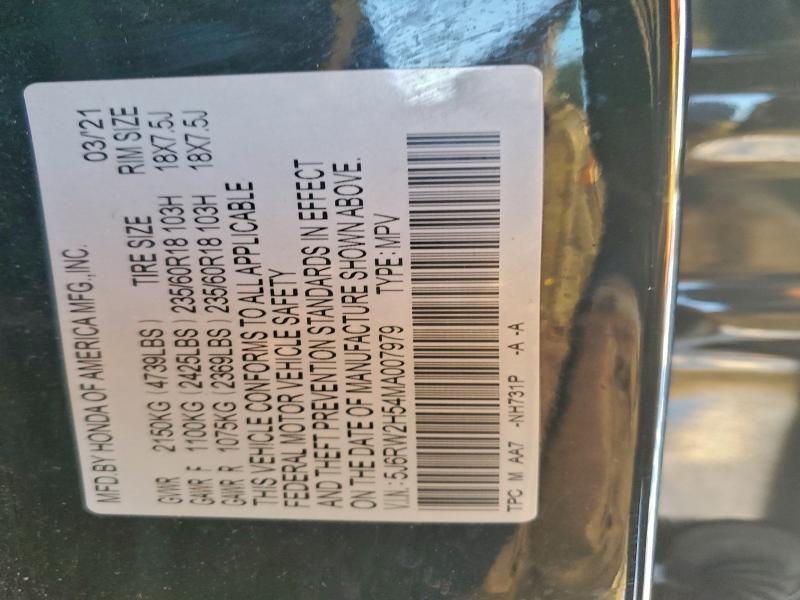 MFD.BY HONDA OF AMERICA MFG.,INC. 03/'21
GVWR 2150KG (4739LBS) TIRE SIZE RIM SIZE
GAWR F 1100KG (2425LBS) 235/60R18 103H 18X7.5J
GAWR R 1075KG (2369LBS) 235/60R18 103H 18X7.5J
THIS VEHICLE CONFORMS TO ALL APPLICABLE
FEDERAL MOTOR VEHICLE SAFETY
AND THEFT PREVENTION STANDARDS IN EFFECT
ON THE DATE OF MANUFACTURE SHOWN ABOVE.
V.I.N.: 5J6RW2H54MA007979 TYPE: MPV
TPC M AA7 -NH731P -A -A